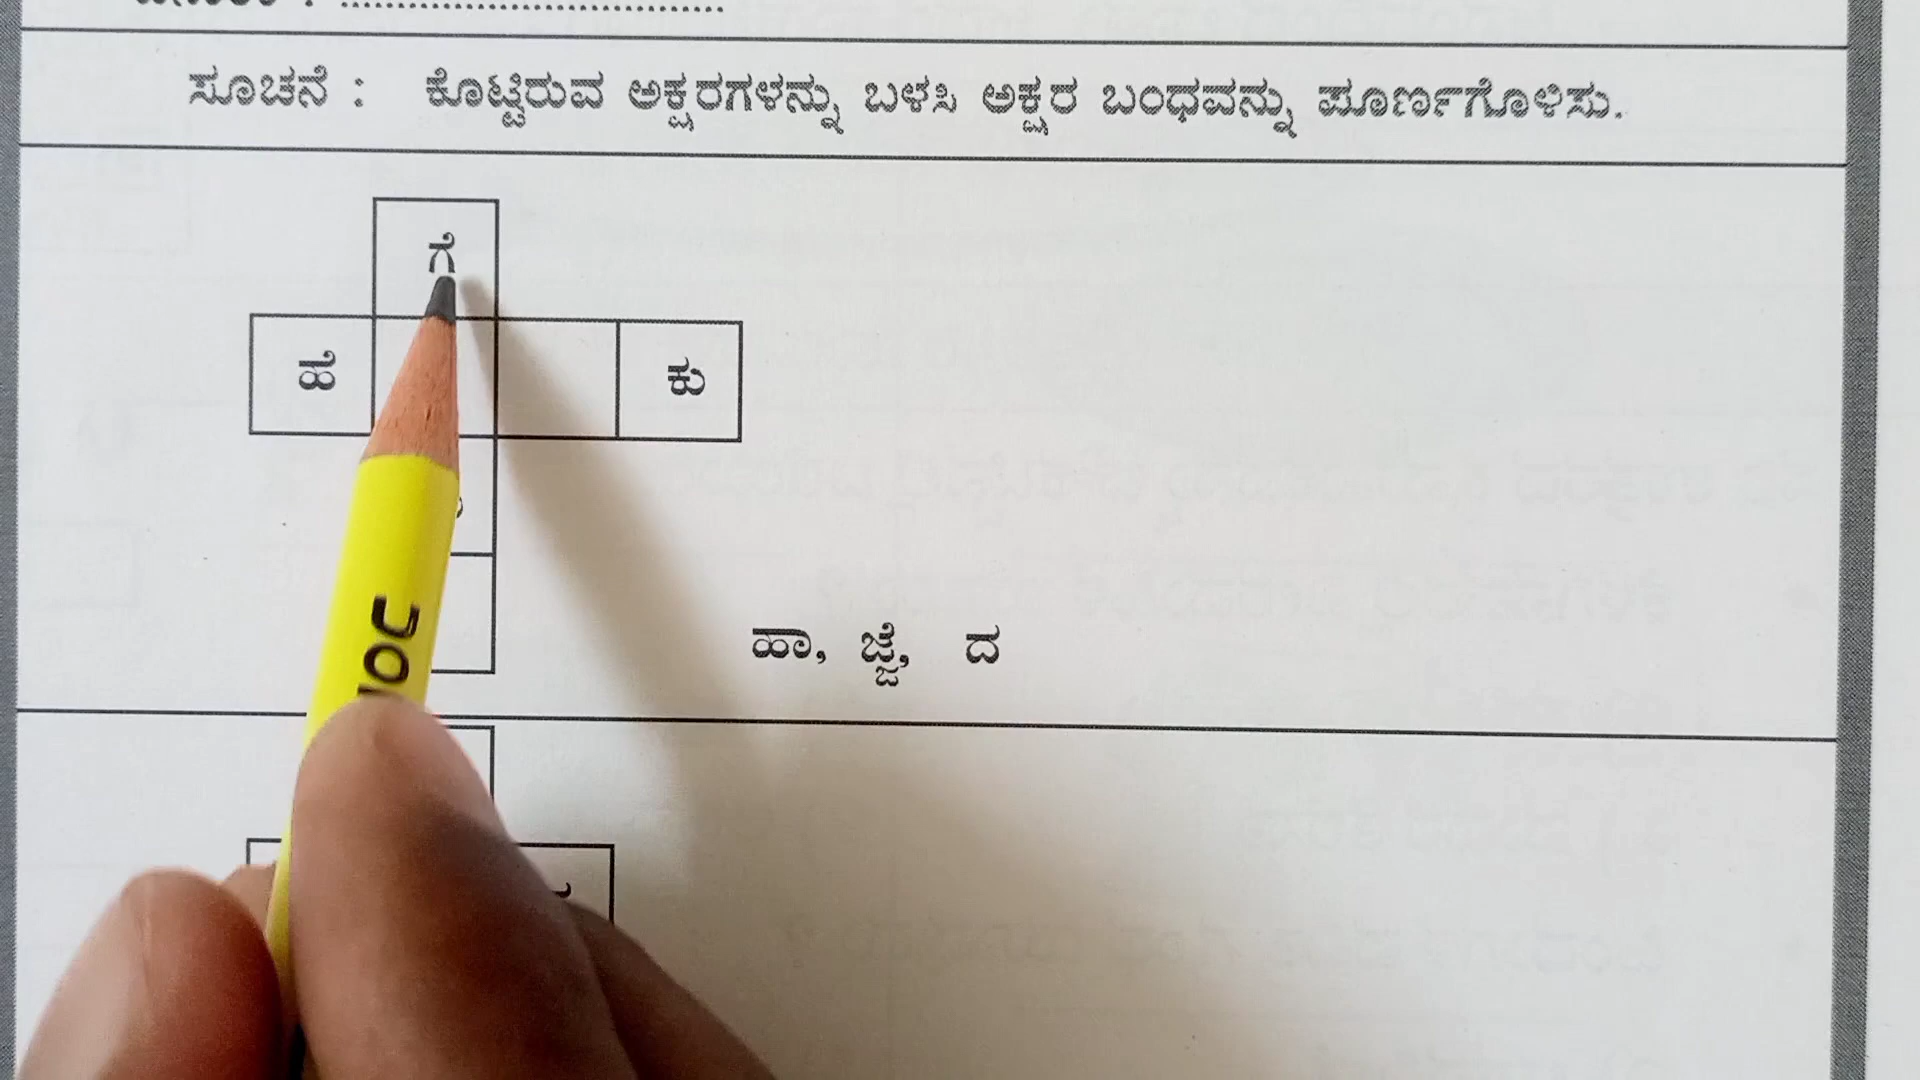 ಸೂಚನೆ : ಕೊಟ್ಟಿರುವ ಅಕ್ಷರಗಳನ್ನು ಬಳಸಿ ಅಕ್ಷರ ಬಂಧವನ್ನು ಪೂರ್ಣಗೊಳಿಸು.
ಗೆ
ಹೆ ಕು
ಹಾ, ಜ್ಜೆ, ದ